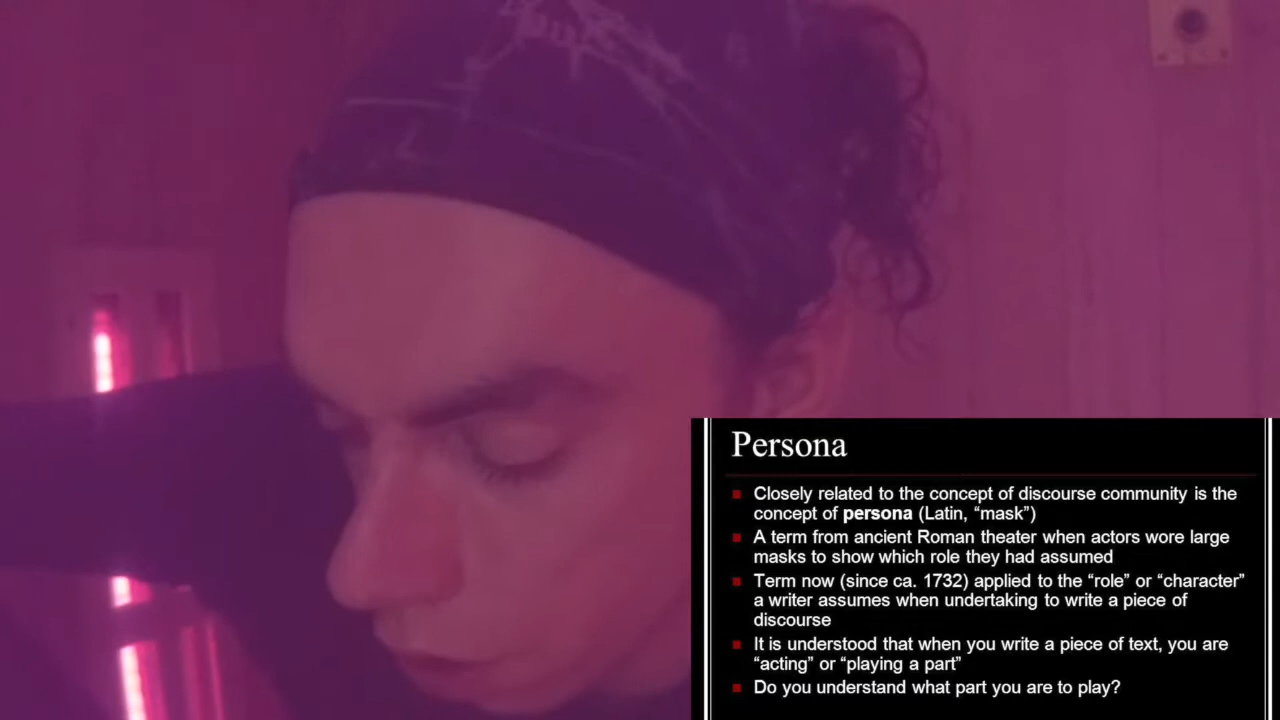 Persona
Closely related to the concept of discourse community is the
concept of persona (Latin, “mask”)
A term from ancient Roman theater when actors wore large
masks to show which role they had assumed
Term now (since ca. 1732) applied to the “role” or “character”
a writer assumes when undertaking to write a piece of
discourse
It is understood that when you write a piece of text, you are
“acting” or “playing a part”
Do you understand what part you are to play?